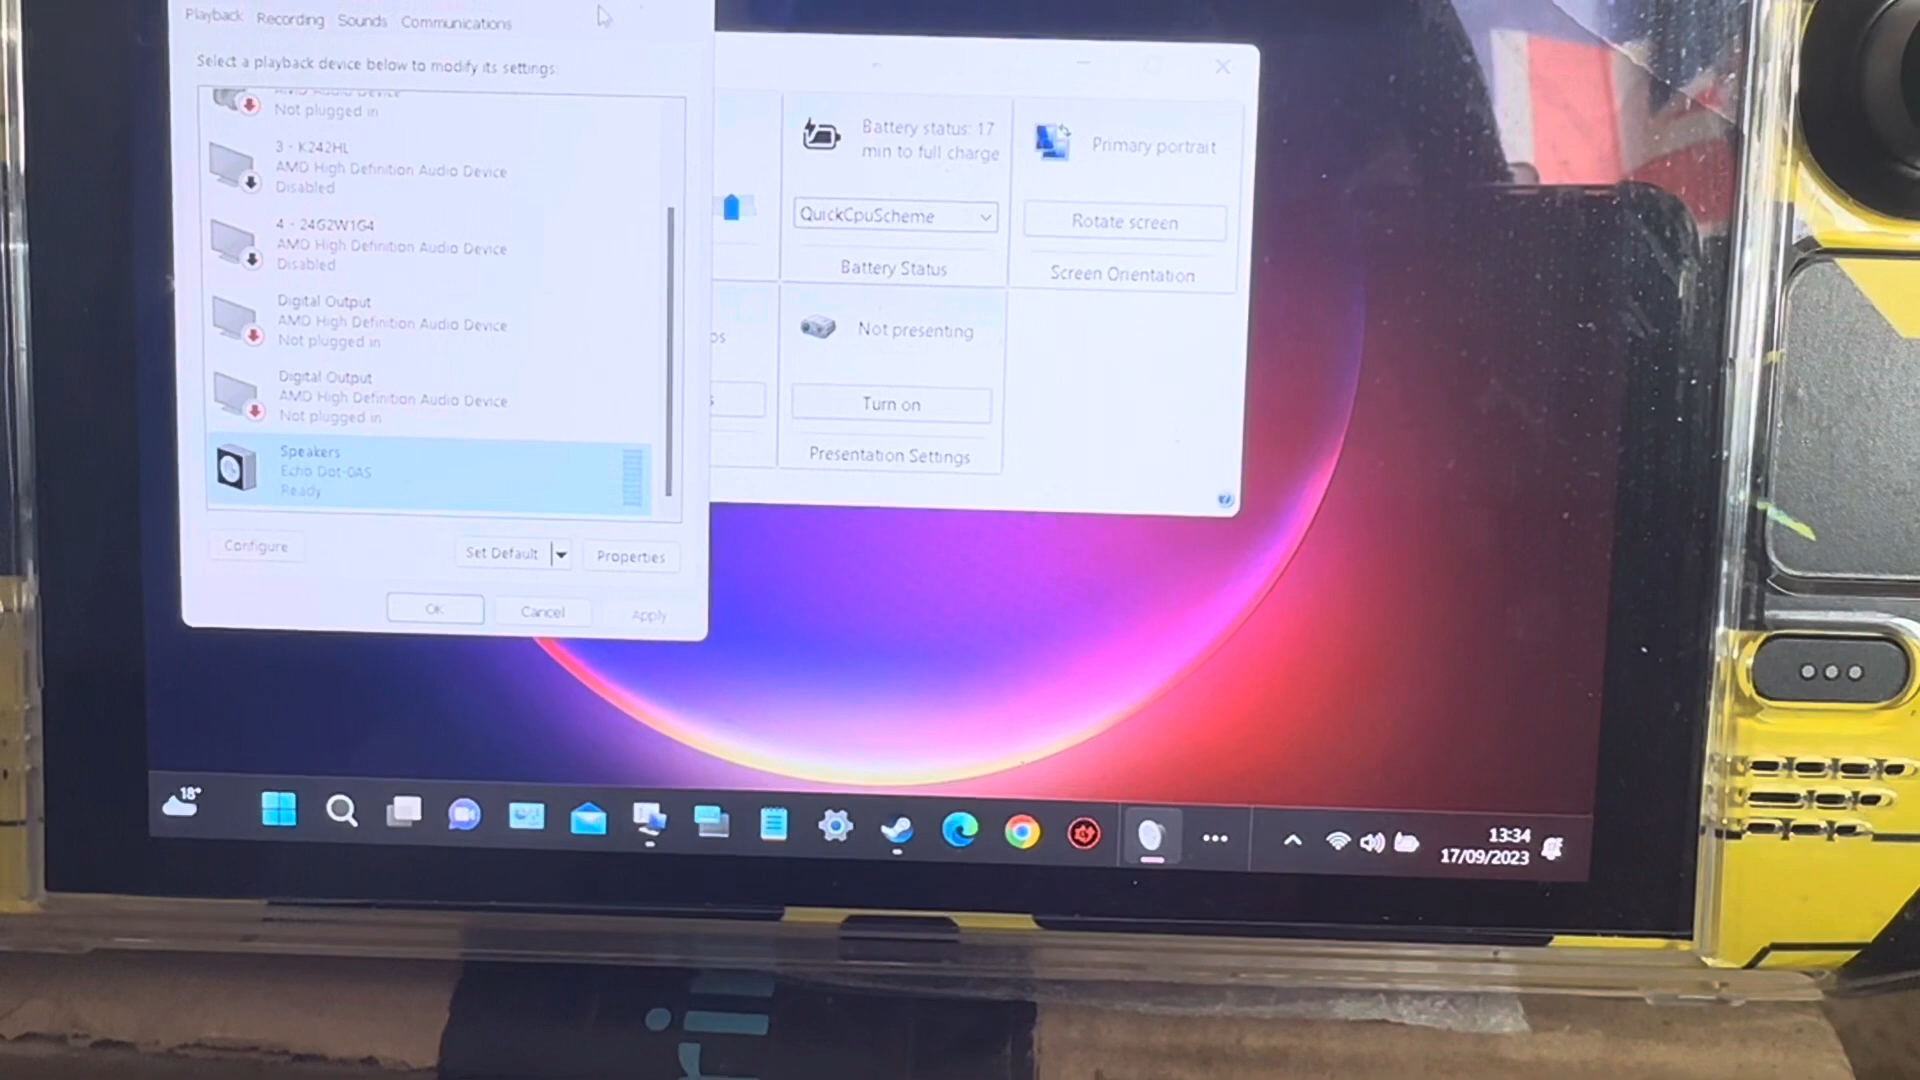 Playback Recording Sounds Communications
Select a playback device below to modify its settings:
AMD Audio Device
Not plugged in
3 - K242HL
AMD High Definition Audio Device
Disabled
4 - 24G2W1G4
AMD High Definition Audio Device
Disabled
Digital Output
AMD High Definition Audio Device
Not plugged in
Digital Output
AMD High Definition Audio Device
Not plugged in
Speakers
Echo Dot-0AS
Ready
Configure
Set Default
Properties
OK
Cancel
Apply
Battery status: 17
min to full charge
QuickCpuScheme
Battery Status
Primary portrait
Rotate screen
Screen Orientation
Not presenting
Turn on
Presentation Settings
18°
13:34
17/09/2023